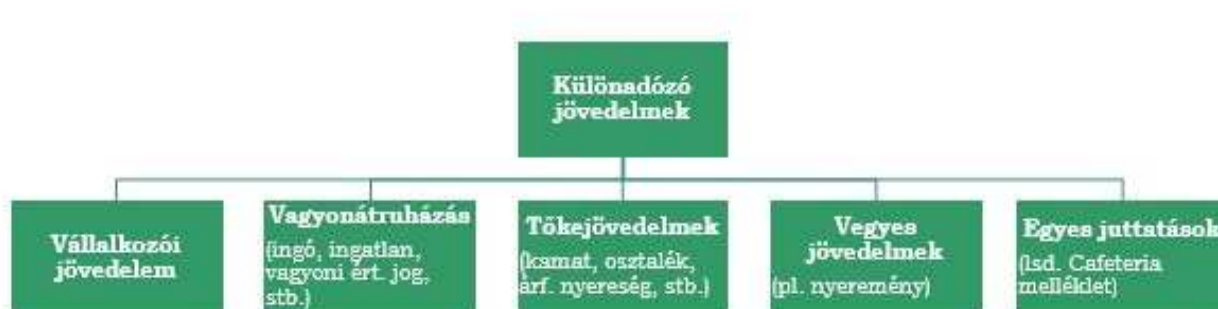 Különadózó
jövedelmek
Vállalkozói
jövedelem
Vagyonátruházás
(ingó, ingatlan,
vagyoni ért. jog,
stb.)
Tőkejövedelmek
(kamat, osztalék,
árf. nyereség, stb.)
Vegyes
jövedelmek
(pl. nyeremény)
Egyes juttatások
(lsd. Cafeteria
melléklet)